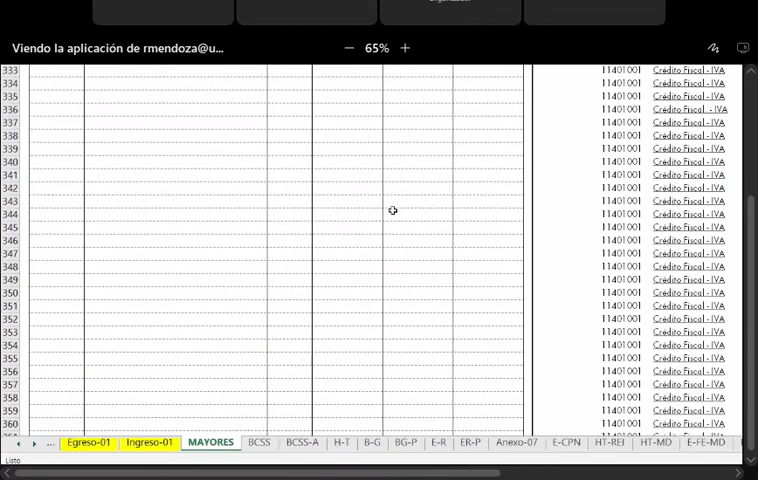 Viendo la aplicación de rmendoza@u...
65%
333 11401001 Crédito Fiscal - IVA
334 11401001 Crédito Fiscal - IVA
335 11401001 Crédito Fiscal - IVA
336 11401001 Crédito Fiscal - IVA
337 11401001 Crédito Fiscal - IVA
338 11401001 Crédito Fiscal - IVA
339 11401001 Crédito Fiscal - IVA
340 11401001 Crédito Fiscal - IVA
341 11401001 Crédito Fiscal - IVA
342 11401001 Crédito Fiscal - IVA
343 11401001 Crédito Fiscal - IVA
344 11401001 Crédito Fiscal - IVA
345 11401001 Crédito Fiscal - IVA
346 11401001 Crédito Fiscal - IVA
347 11401001 Crédito Fiscal - IVA
348 11401001 Crédito Fiscal - IVA
349 11401001 Crédito Fiscal - IVA
350 11401001 Crédito Fiscal - IVA
351 11401001 Crédito Fiscal - IVA
352 11401001 Crédito Fiscal - IVA
353 11401001 Crédito Fiscal - IVA
354 11401001 Crédito Fiscal - IVA
355 11401001 Crédito Fiscal - IVA
356 11401001 Crédito Fiscal - IVA
357 11401001 Crédito Fiscal - IVA
358 11401001 Crédito Fiscal - IVA
359 11401001 Crédito Fiscal - IVA
360 11401001 Crédito Fiscal - IVA
... Egreso-01 Ingreso-01 MAYORES BCSS BCSS-A H-T B-G BG-P E-R ER-P Anexo-07 E-CPN HT-REI HT-MD E-FE-MD
Listo